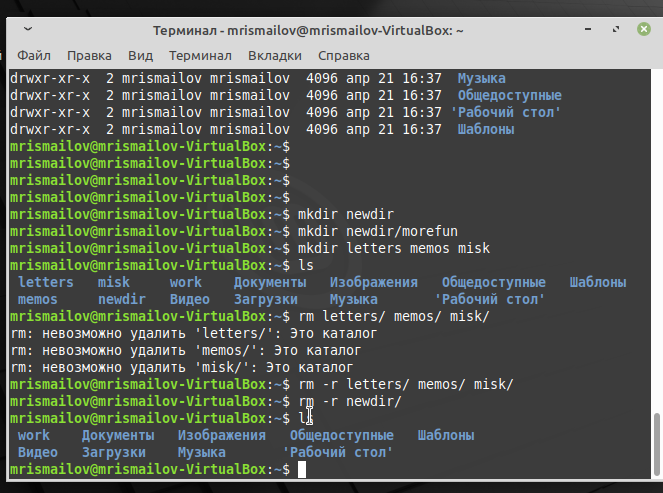 Терминал - mrismailov@mrismailov-VirtualBox: ~
Файл Правка Вид Терминал Вкладки Справка
drwxr-xr-x 2 mrismailov mrismailov 4096 апр 21 16:37 Музыка
drwxr-xr-x 2 mrismailov mrismailov 4096 апр 21 16:37 Общедоступные
drwxr-xr-x 2 mrismailov mrismailov 4096 апр 21 16:37 'Рабочий стол'
drwxr-xr-x 2 mrismailov mrismailov 4096 апр 21 16:37 Шаблоны
mrismailov@mrismailov-VirtualBox:~$
mrismailov@mrismailov-VirtualBox:~$
mrismailov@mrismailov-VirtualBox:~$
mrismailov@mrismailov-VirtualBox:~$
mrismailov@mrismailov-VirtualBox:~$ mkdir newdir
mrismailov@mrismailov-VirtualBox:~$ mkdir newdir/morefun
mrismailov@mrismailov-VirtualBox:~$ mkdir letters memos misk
mrismailov@mrismailov-VirtualBox:~$ ls
letters misk work Документы Изображения Общедоступные Шаблоны
memos newdir Видео Загрузки Музыка 'Рабочий стол'
mrismailov@mrismailov-VirtualBox:~$ rm letters/ memos/ misk/
rm: невозможно удалить 'letters/': Это каталог
rm: невозможно удалить 'memos/': Это каталог
rm: невозможно удалить 'misk/': Это каталог
mrismailov@mrismailov-VirtualBox:~$ rm -r letters/ memos/ misk/
mrismailov@mrismailov-VirtualBox:~$ rm -r newdir/
mrismailov@mrismailov-VirtualBox:~$ ls
work Документы Изображения Общедоступные Шаблоны
Видео Загрузки Музыка 'Рабочий стол'
mrismailov@mrismailov-VirtualBox:~$